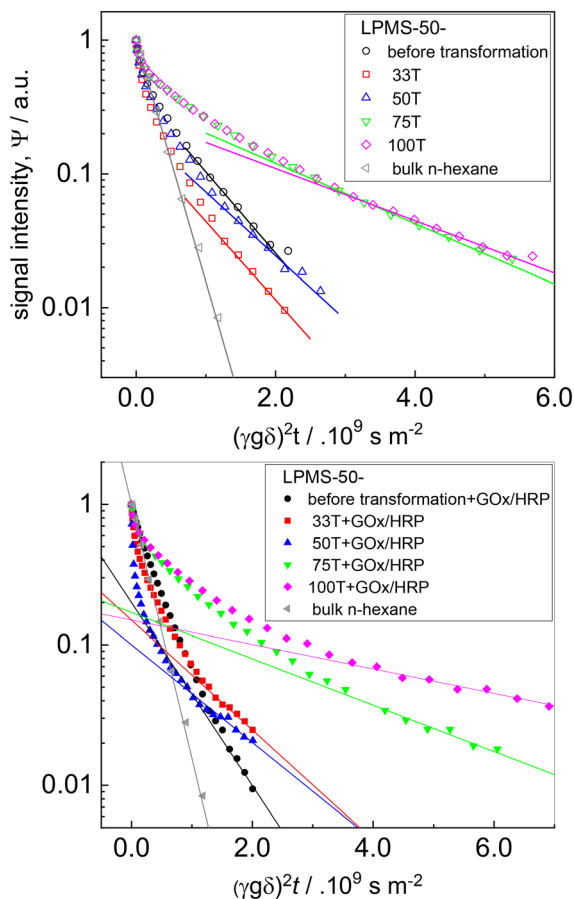 LPMS-50-
before transformation
33T
50T
75T
100T
bulk n-hexane
signal intensity, Ψ / a.u.
1
0.1
0.01
0.0 2.0 4.0 6.0
(γgδ)²t / .10⁹ s m⁻²
LPMS-50-
before transformation+GOx/HRP
33T+GOx/HRP
50T+GOx/HRP
75T+GOx/HRP
100T+GOx/HRP
bulk n-hexane
1
0.1
0.01
0.0 2.0 4.0 6.0
(γgδ)²t / .10⁹ s m⁻²